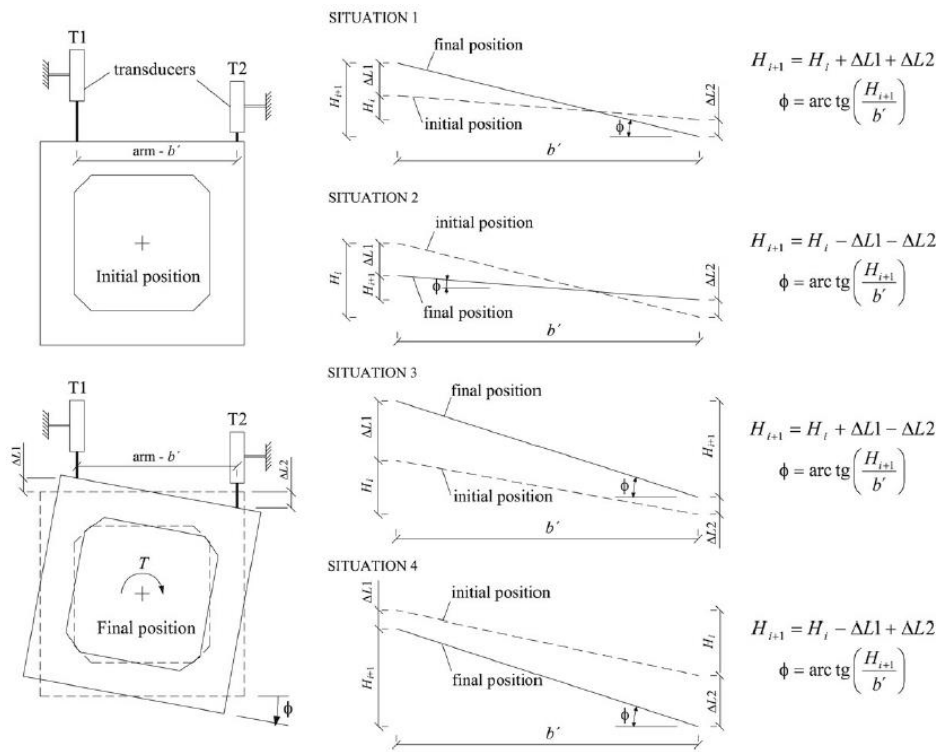 T1
transducers
T2
arm - b′
Initial position
T1
T2
ΔL1
arm - b′
ΔL2
T
Final position
ϕ
SITUATION 1
final position
initial position
H_{i+1}
H_i
ΔL1
ΔL2
ϕ
b′
H_{i+1} = H_i + ΔL1 + ΔL2
ϕ = arc tg(H_{i+1}/b′)
SITUATION 2
initial position
final position
H_i
H_{i+1}
ΔL1
ΔL2
ϕ
b′
H_{i+1} = H_i − ΔL1 − ΔL2
ϕ = arc tg(H_{i+1}/b′)
SITUATION 3
final position
initial position
ΔL1
H_i
H_{i+1}
ΔL2
ϕ
b′
H_{i+1} = H_i + ΔL1 − ΔL2
ϕ = arc tg(H_{i+1}/b′)
SITUATION 4
initial position
final position
ΔL1
H_{i+1}
H_i
ΔL2
ϕ
b′
H_{i+1} = H_i − ΔL1 + ΔL2
ϕ = arc tg(H_{i+1}/b′)